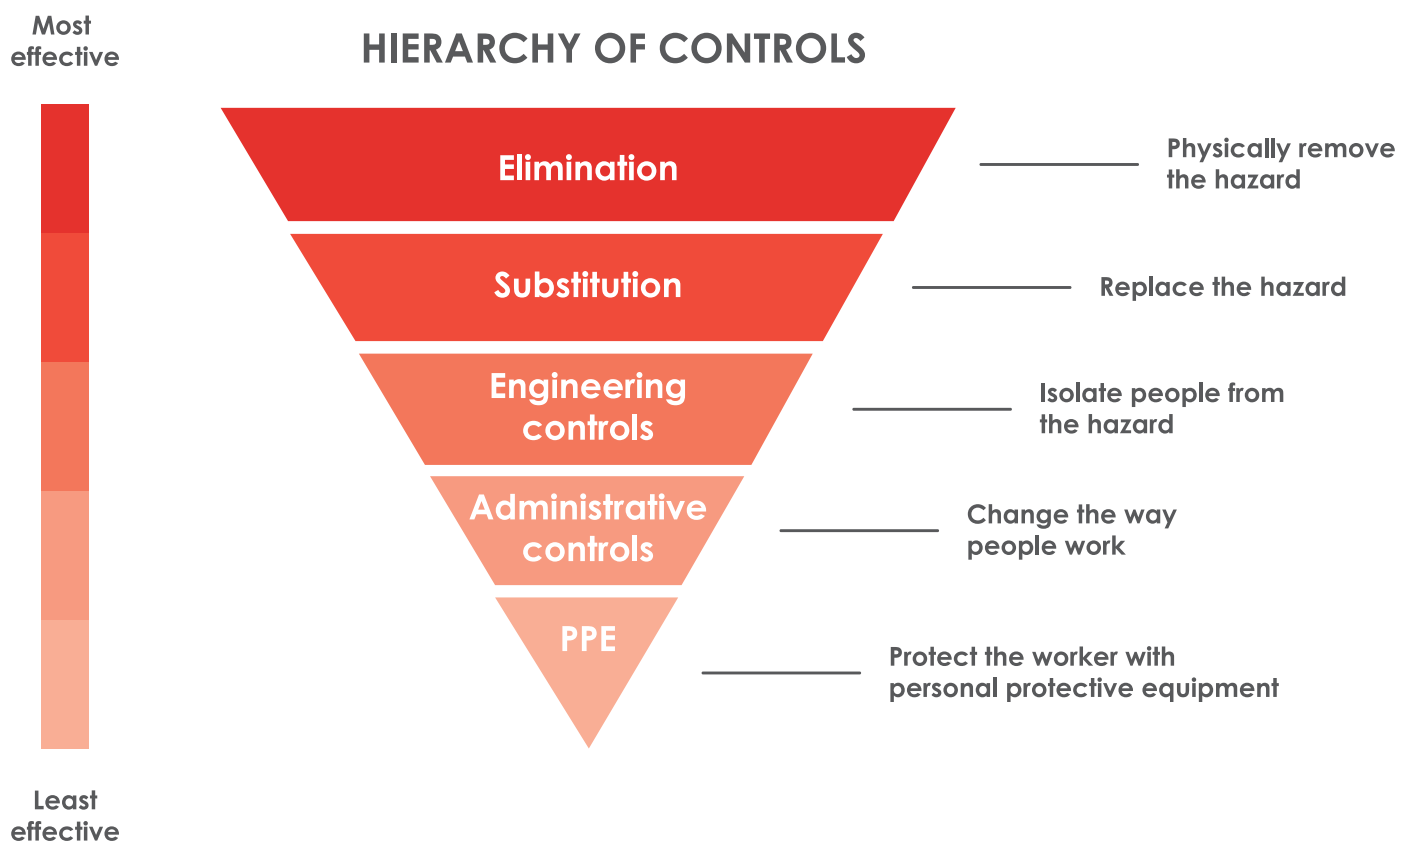 Most
effective
HIERARCHY OF CONTROLS
Elimination
Physically remove
the hazard
Substitution
Replace the hazard
Engineering
controls
Isolate people from
the hazard
Administrative
controls
Change the way
people work
PPE
Protect the worker with
personal protective equipment
Least
effective